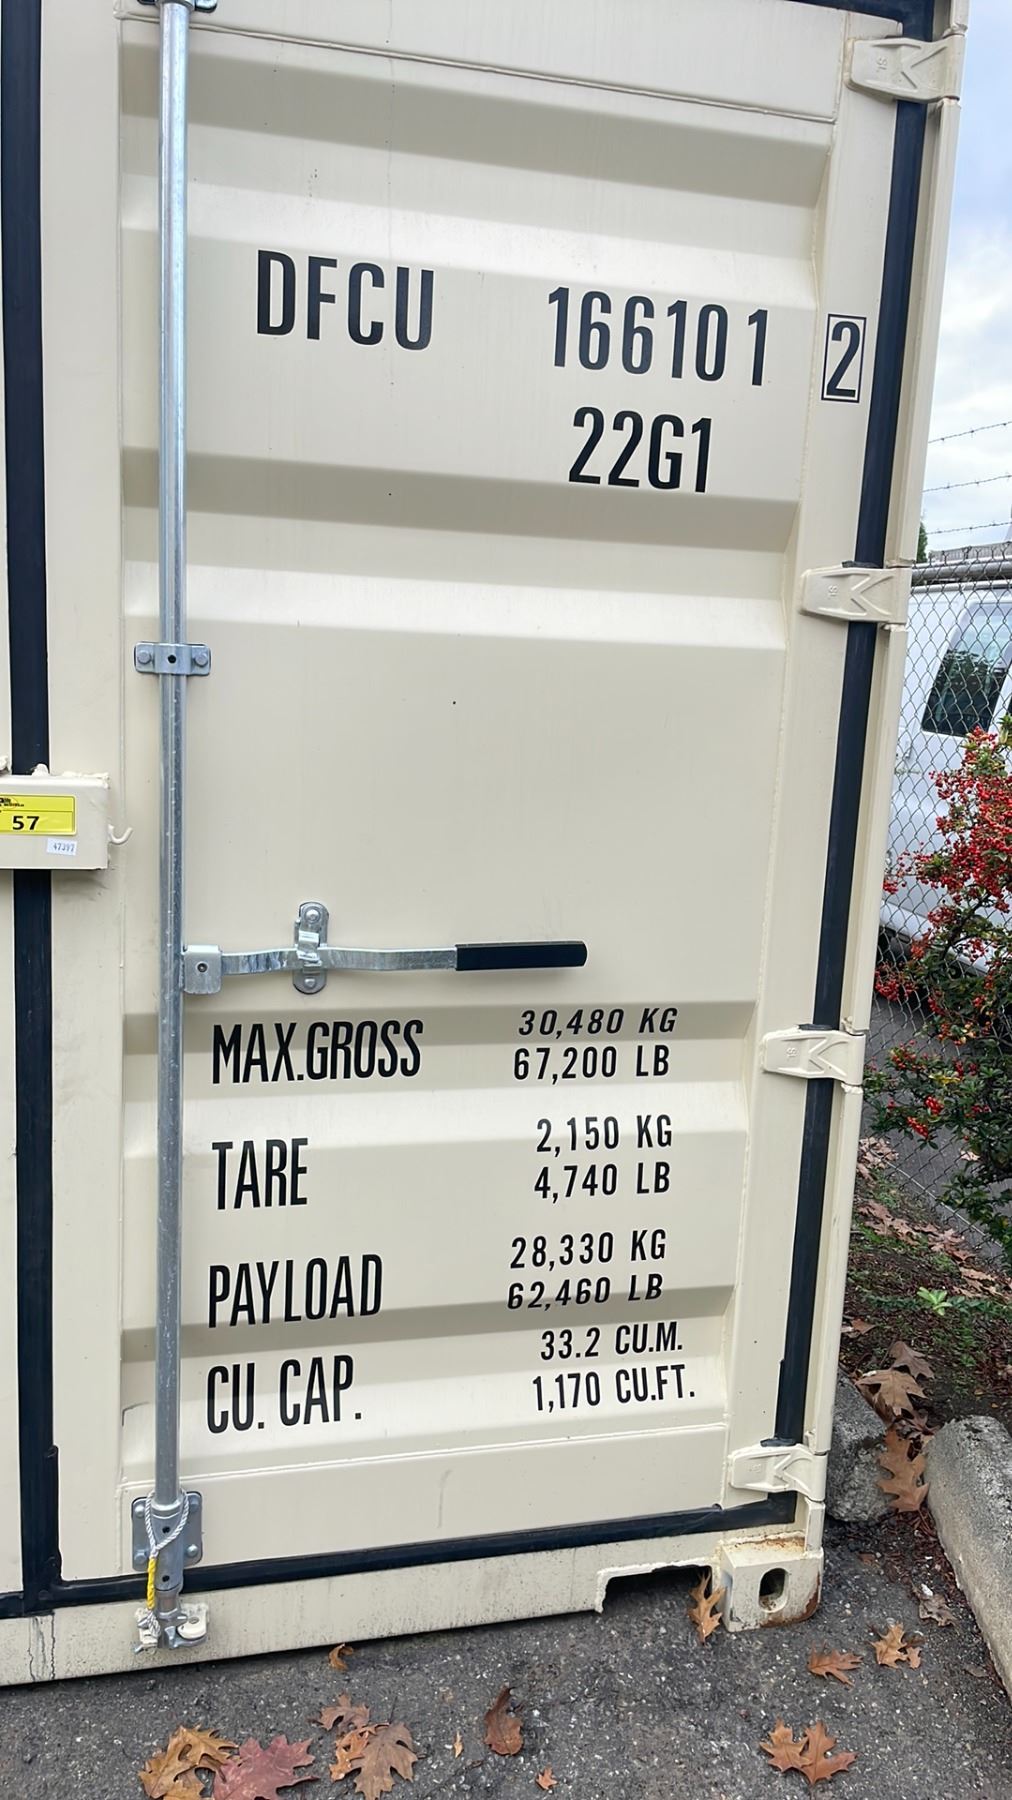 DFCU 166101 2
22G1
57
47397
MAX.GROSS 30,480 KG
67,200 LB
TARE 2,150 KG
4,740 LB
PAYLOAD 28,330 KG
62,460 LB
CU. CAP. 33.2 CU.M.
1,170 CU.FT.